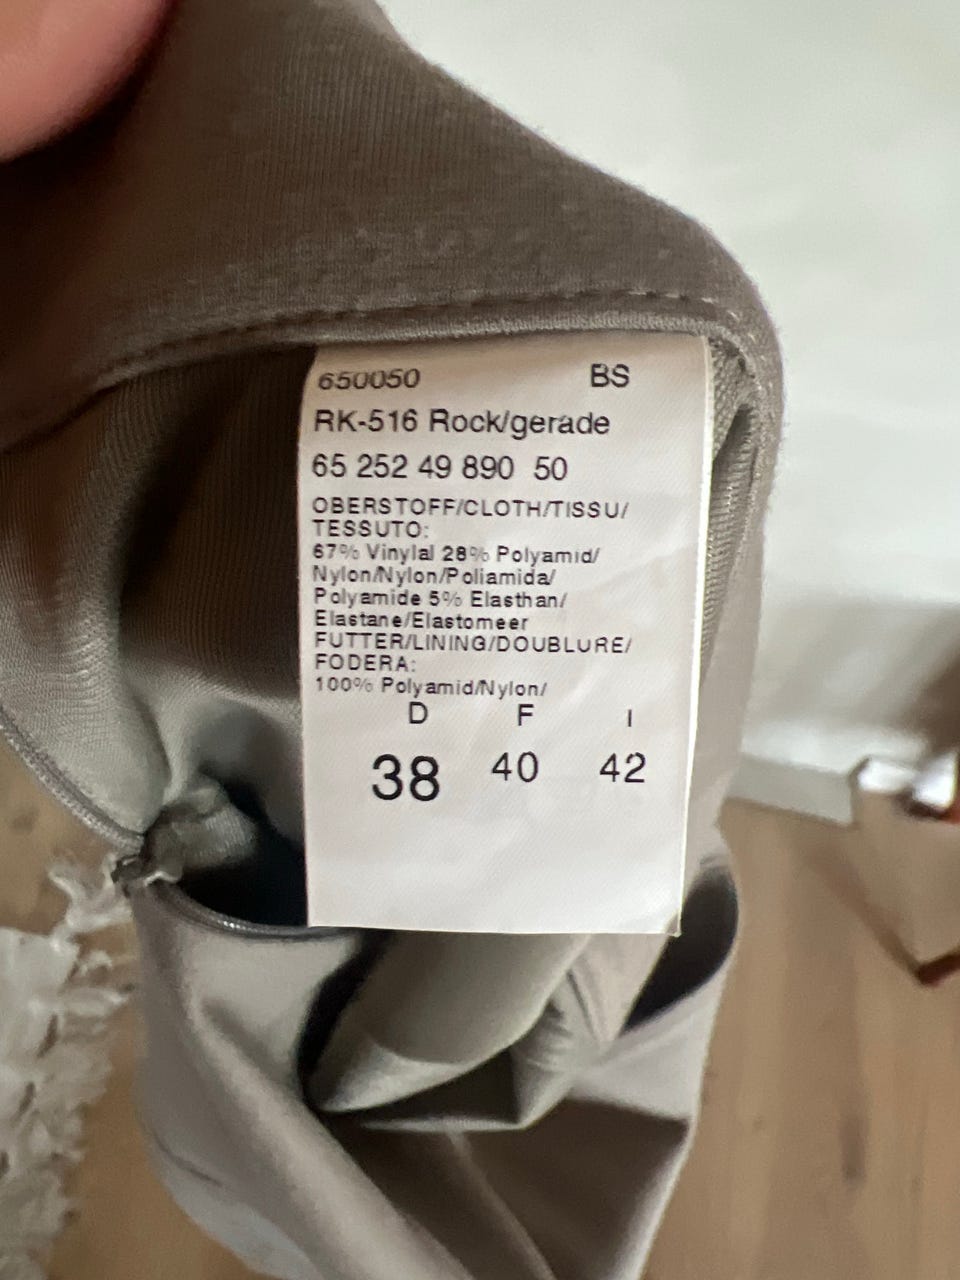 650050 BS
RK-516 Rock/gerade
65 252 49 890 50
OBERSTOFF/CLOTH/TISSU/
TESSUTO:
67% Vinylal 28% Polyamid/
Nylon/Nylon/Poliamida/
Polyamide 5% Elasthan/
Elastane/Elastomeer
FUTTER/LINING/DOUBLURE/
FODERA:
100% Polyamid/Nylon/
D F I
38 40 42